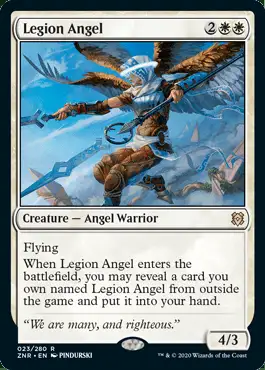 Legion Angel 2
Creature — Angel Warrior
Flying
When Legion Angel enters the
battlefield, you may reveal a card you
own named Legion Angel from outside
the game and put it into your hand.
“We are many, and righteous.”
4/3
023/280 R
ZNR • EN PINDURSKI
™ & © 2020 Wizards of the Coast